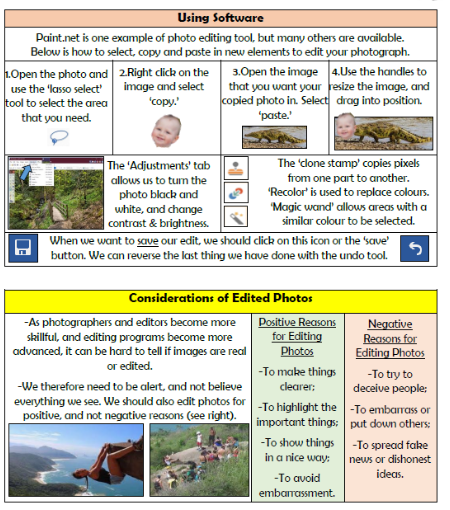 Using Software
Paint.net is one example of photo editing tool, but many others are available.
Below is how to select, copy and paste in new elements to edit your photograph.
1.Open the photo and
use the 'lasso select'
tool to select the area
that you need.
2.Right click on the
image and select
'copy.'
3.Open the image
that you want your
copied photo in. Select
'paste.'
4.Use the handles to
resize the image, and
drag into position.
The 'Adjustments' tab
allows us to turn the
photo black and
white, and change
contrast & brightness.
The 'clone stamp' copies pixels
from one part to another.
'Recolor' is used to replace colours.
'Magic wand' allows areas with a
similar colour to be selected.
When we want to save our edit, we should click on this icon or the 'save'
button. We can reverse the last thing we have done with the undo tool.
Considerations of Edited Photos
-As photographers and editors become more
skillful, and editing programs become more
advanced, it can be hard to tell if images are real
or edited.
-We therefore need to be alert, and not believe
everything we see. We should also edit photos for
positive, and not negative reasons (see right).
Positive Reasons
for Editing
Photos
-To make things
clearer;
-To highlight the
important things;
-To show things
in a nice way;
-To avoid
embarrassment.
Negative
Reasons for
Editing Photos
-To try to
deceive people;
-To embarrass or
put down others;
-To spread fake
news or dishonest
ideas.